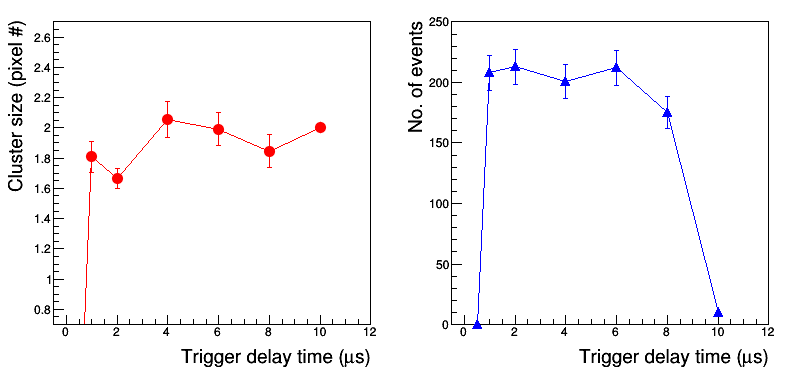 Cluster size (pixel #)
2.6
2.4
2.2
2
1.8
1.6
1.4
1.2
1
0.8
0 2 4 6 8 10 12
Trigger delay time (μs)
No. of events
250
200
150
100
50
0
0 2 4 6 8 10 12
Trigger delay time (μs)